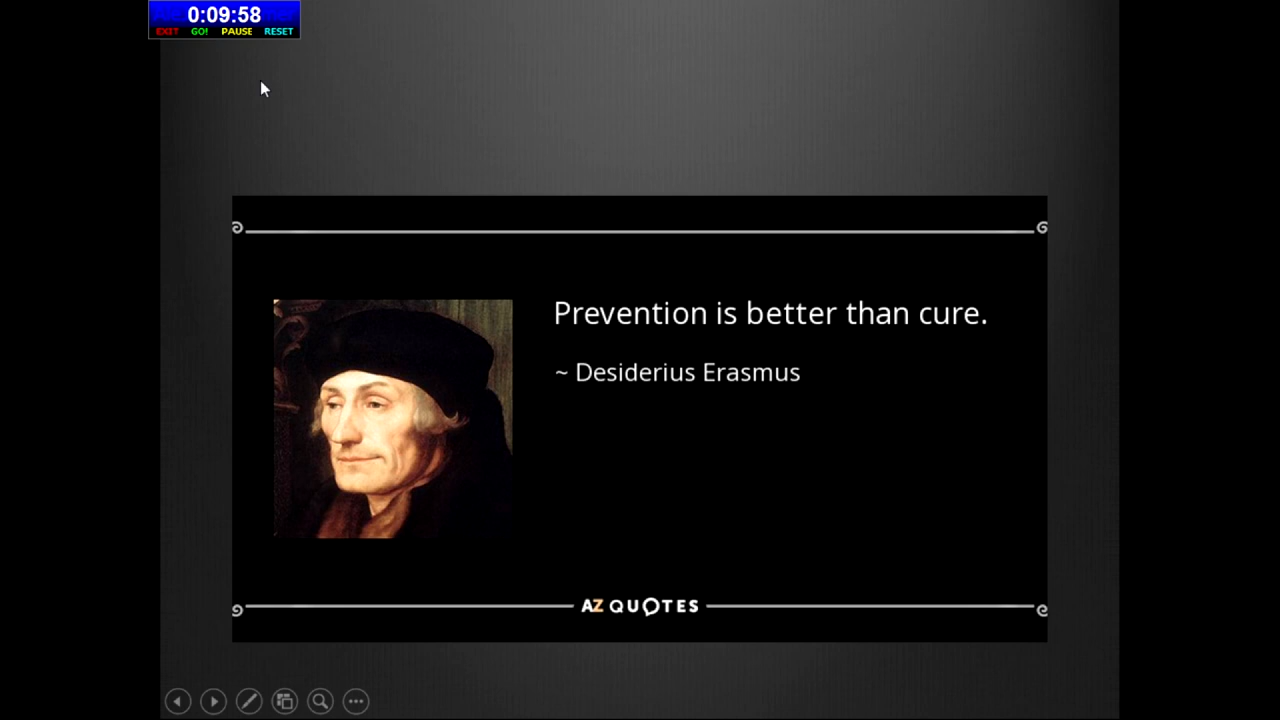 0:09:58
EXIT GO! PAUSE RESET
Prevention is better than cure.
~ Desiderius Erasmus
AZ QUOTES